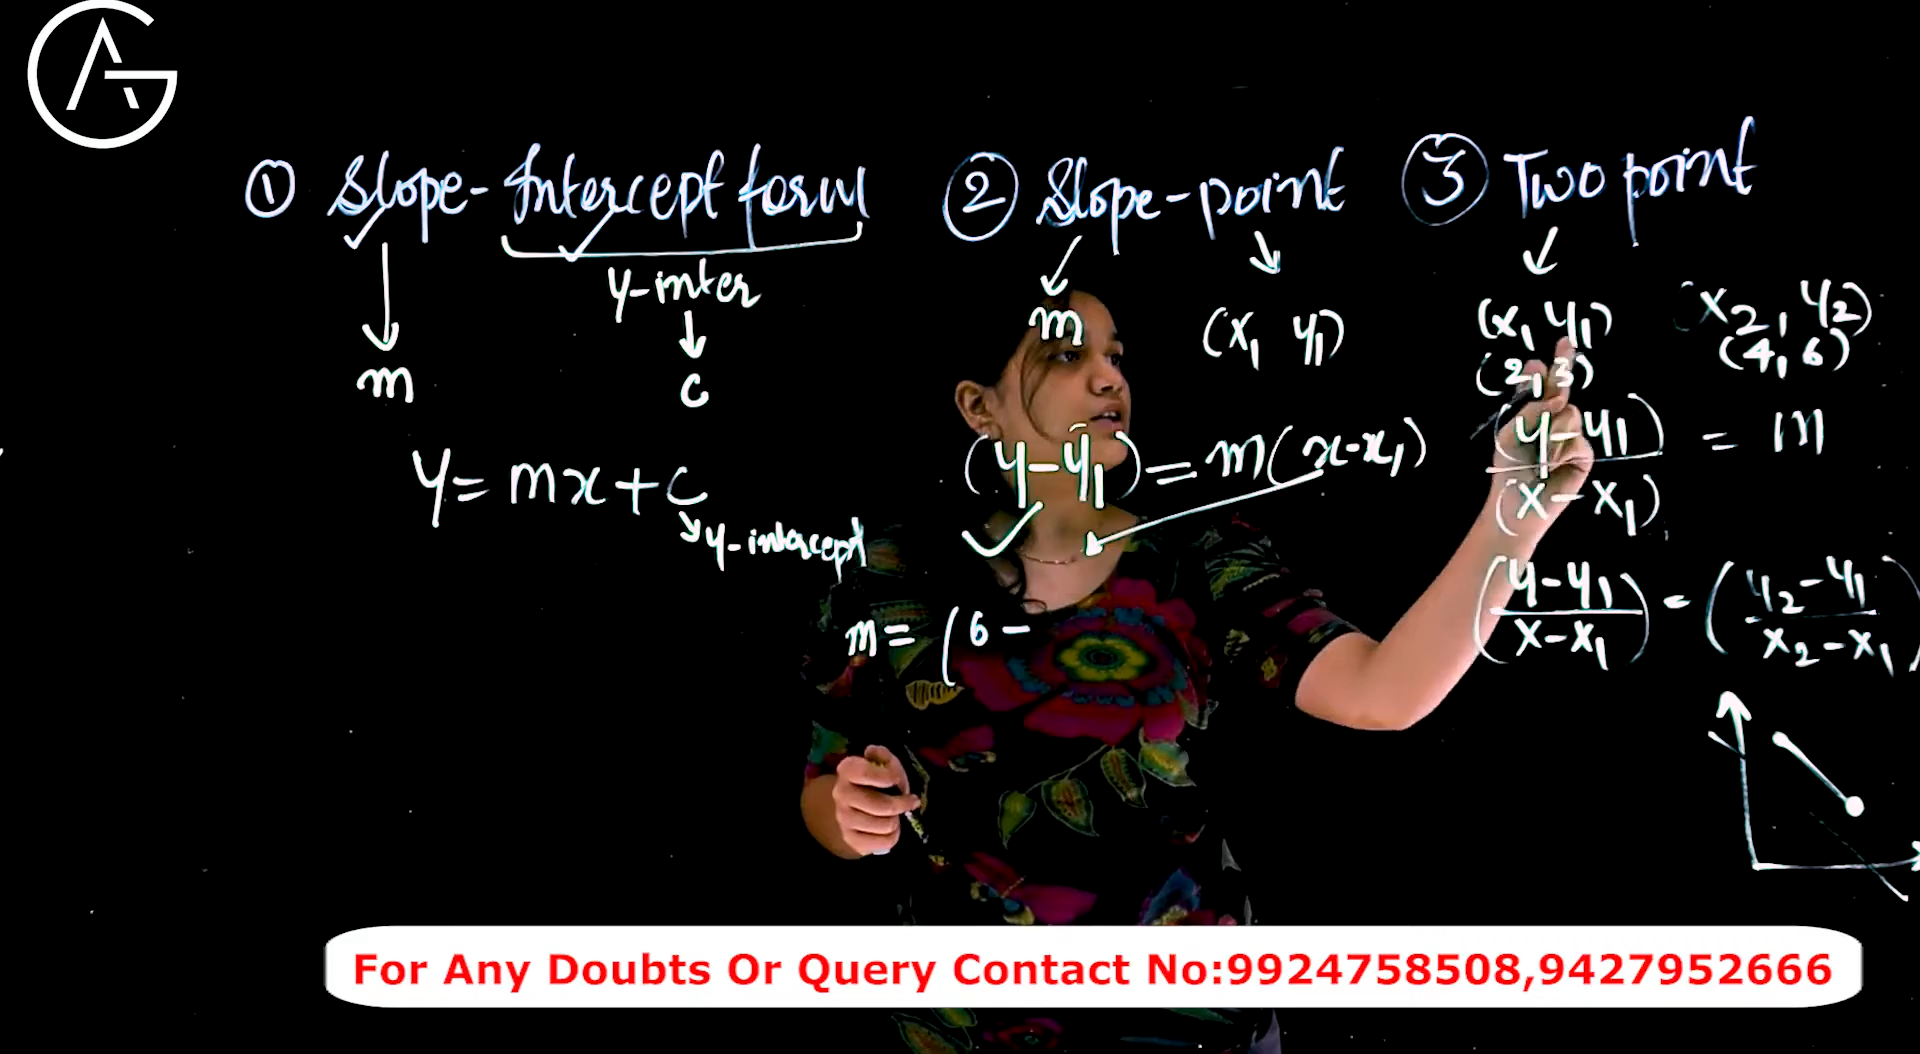 AG
① Slope-Intercept form
m
y-inter
c
y = mx + c
y-intercept
② Slope-point
m
(x₁ y₁)
(y-y₁) = m(x-x₁)
m = (6 -
③ Two point
(x₁ y₁) x₂, y₂)
(2,3) (4,6)
(y-y₁) = m
(x-x₁)
(y-y₁ = (y₂-y₁
x-x₁) x₂-x₁)
For Any Doubts Or Query Contact No:9924758508,9427952666